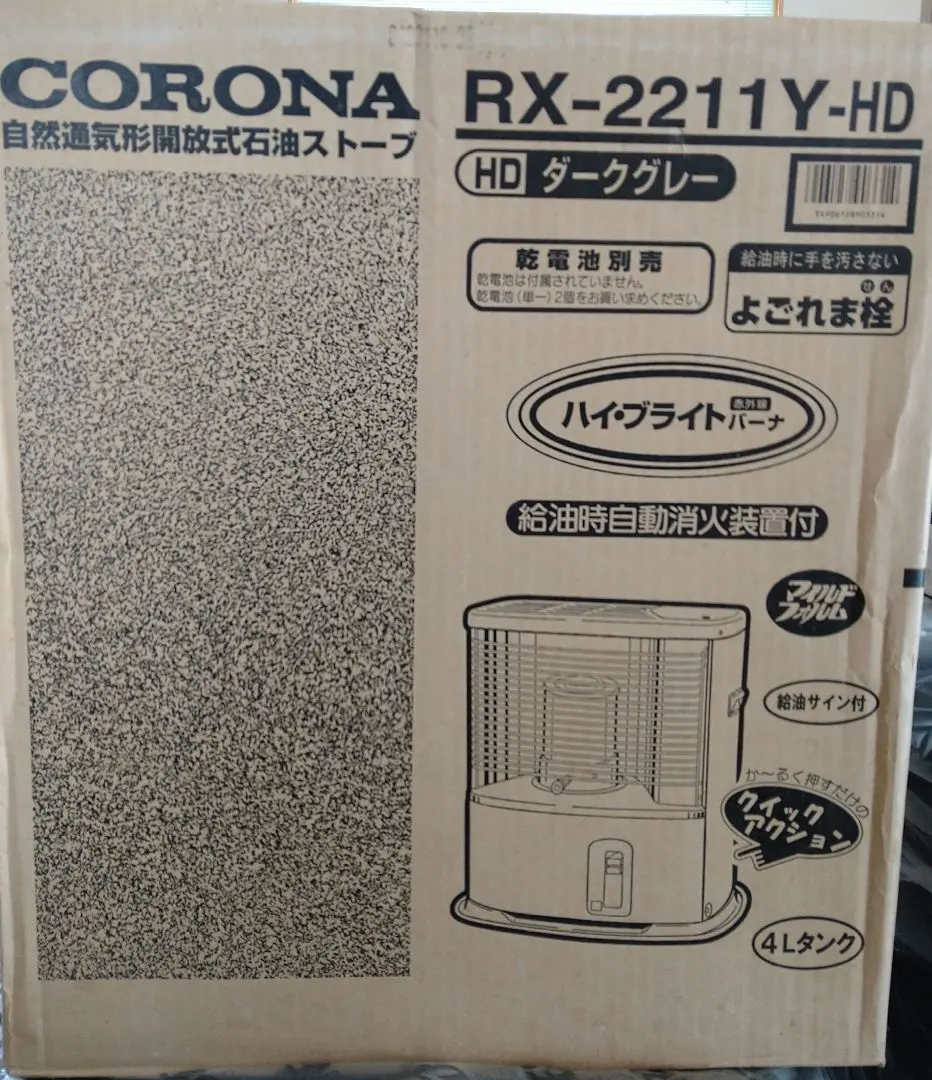 CORONA
自然通気形開放式石油ストーブ
RX-2211Y-HD
HD ダークグレー
乾電池別売
乾電池は付属されていません。
乾電池(単一)2個をお買い求めください。
給油時に手を汚さない
せん
よごれま栓
赤外線
ハイ・ブライトバーナ
給油時自動消火装置付
マイルド
フォルム
給油サイン付
か〜るく押すだけの
クイック
アクション
4Lタンク